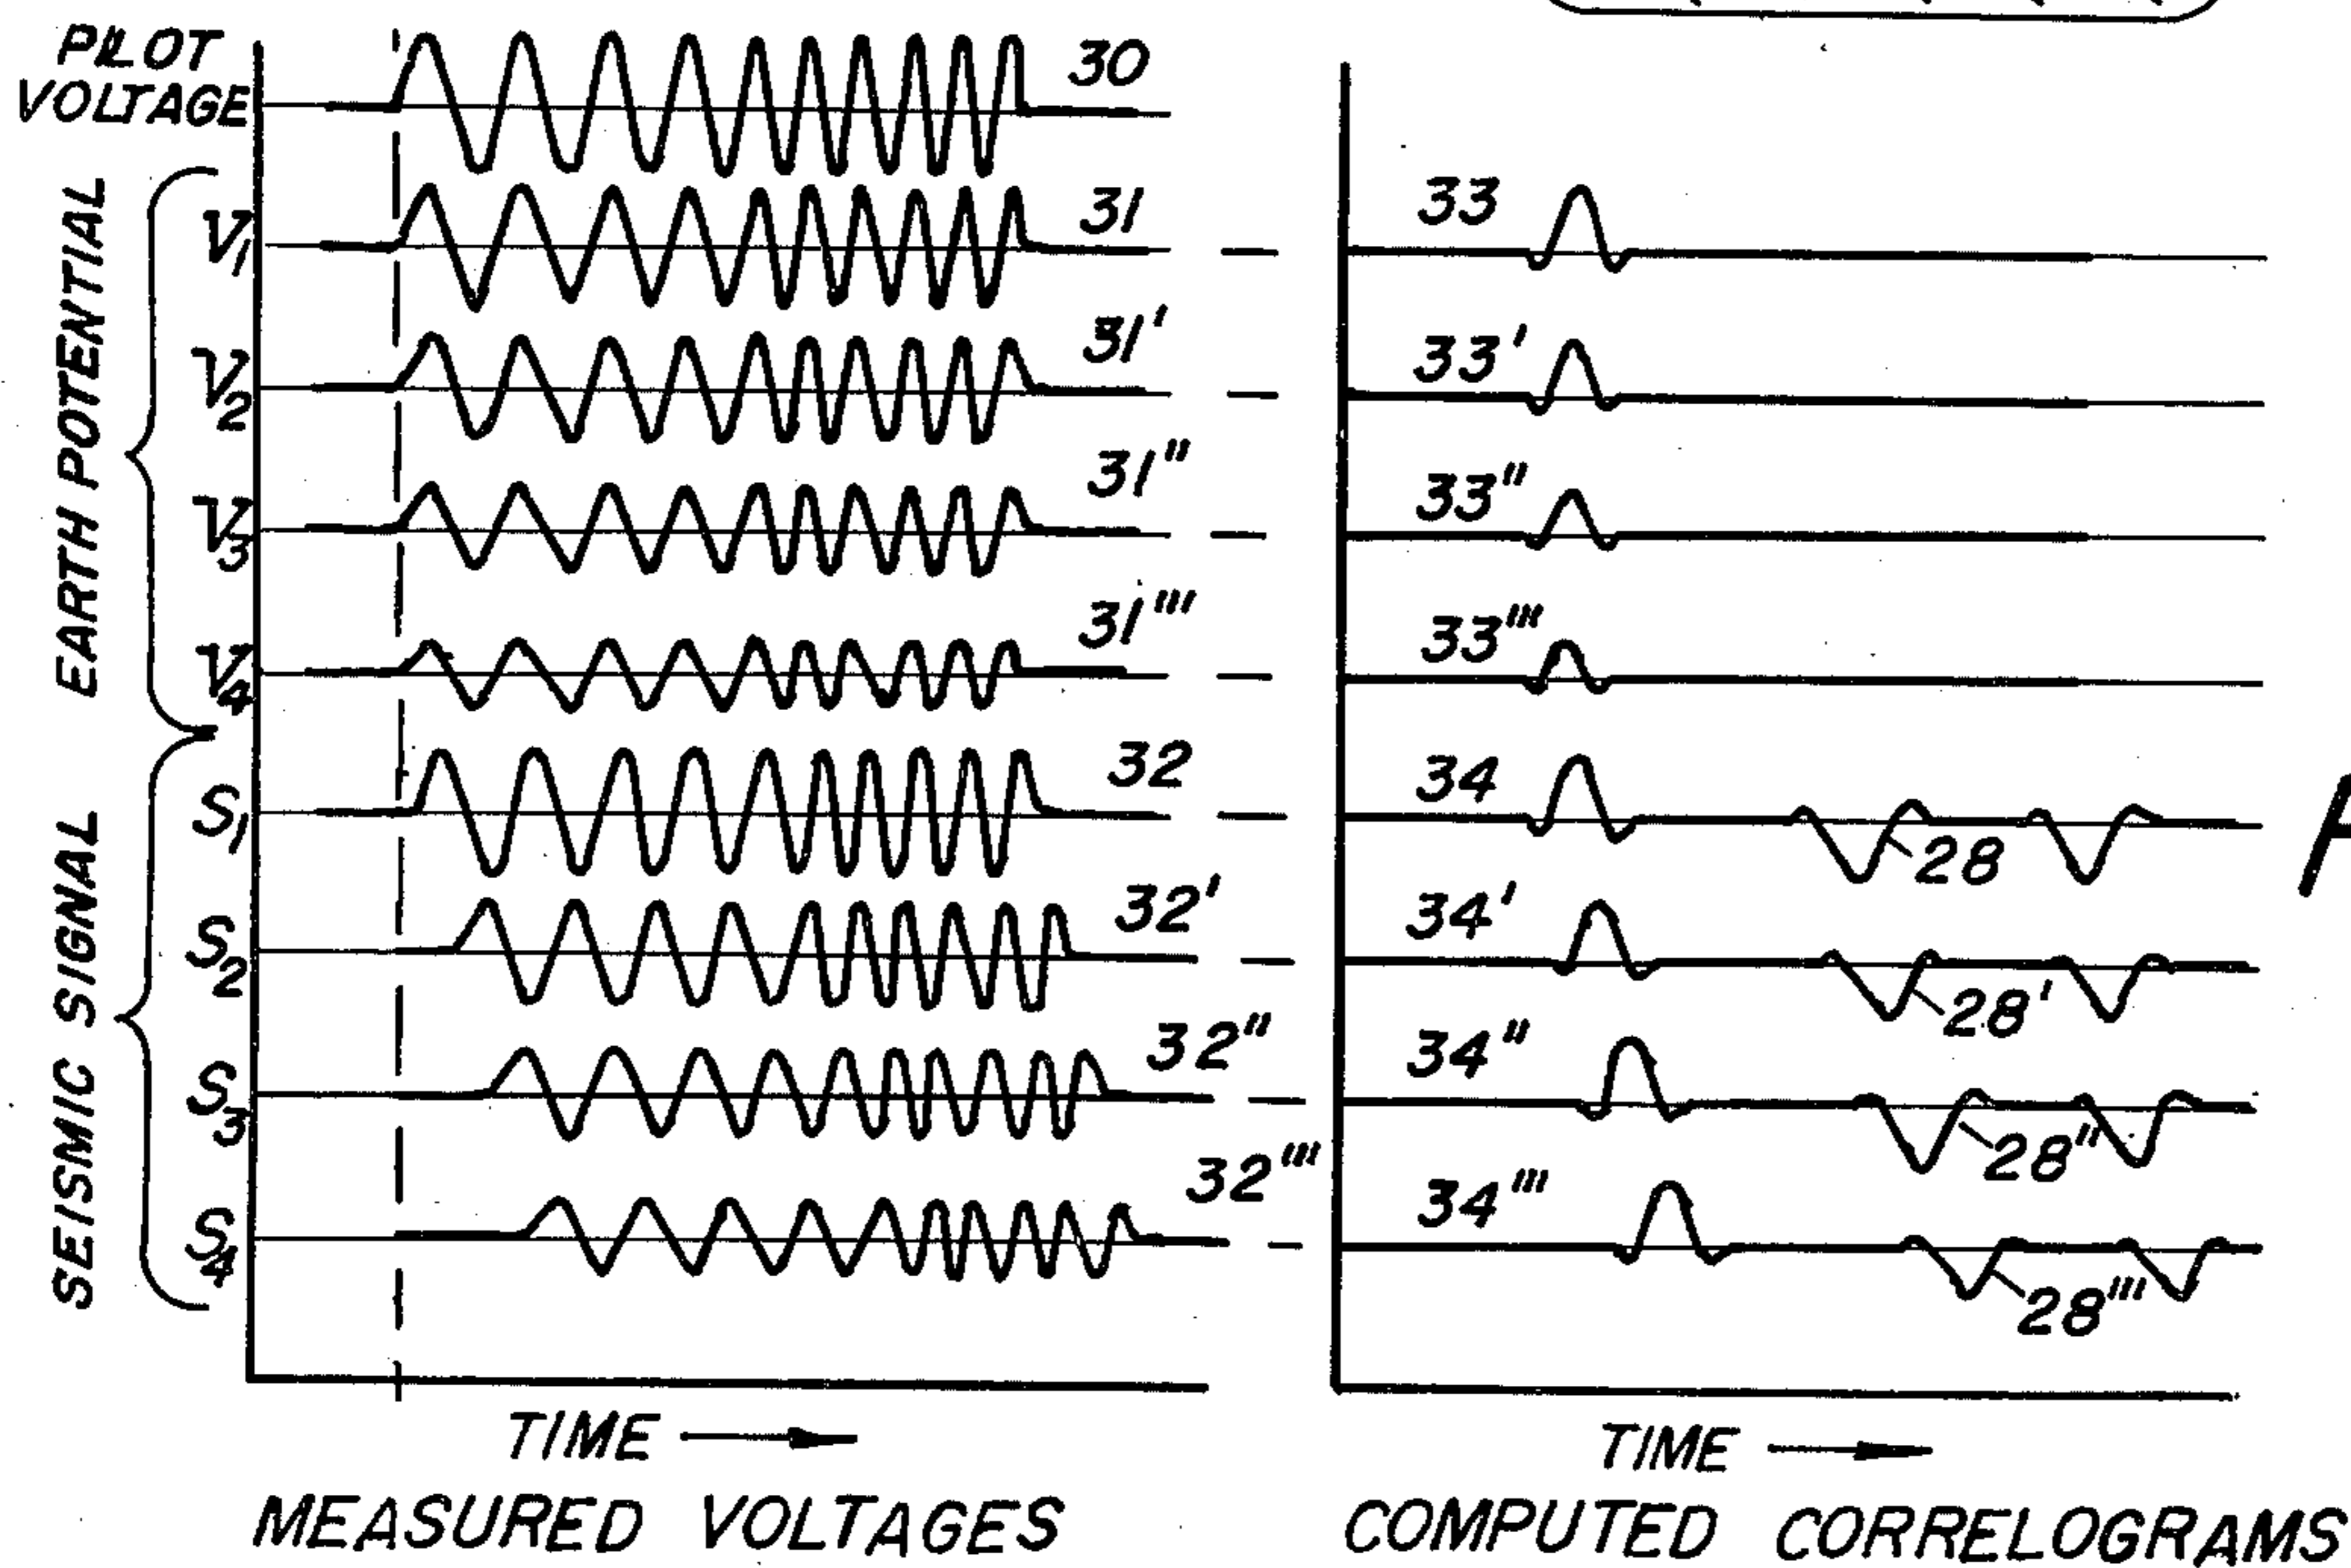 PILOT
VOLTAGE
30
EARTH POTENTIAL
V1
31
33
V2
31'
33'
V3
31"
33"
V4
31'''
33'''
SEISMIC SIGNAL
S1
32
34
28
S2
32'
34'
28'
S3
32"
34"
28"
S4
32'''
34'''
28'''
TIME
TIME
MEASURED VOLTAGES
COMPUTED CORRELOGRAMS